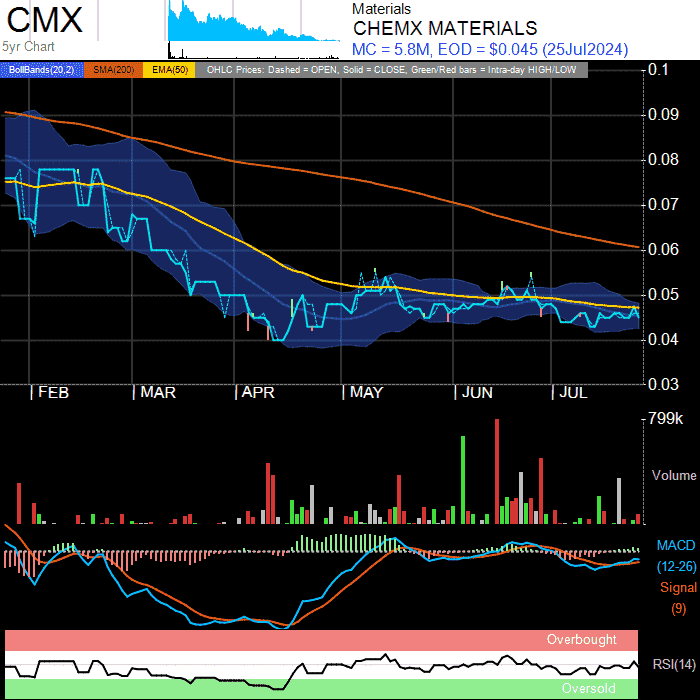 CMX
5yr Chart
Materials
CHEMX MATERIALS
MC = 5.8M, EOD = $0.045 (25Jul2024)
BollBands(20,2) SMA(200) EMA(50) OHLC Prices: Dashed = OPEN, Solid = CLOSE, Green/Red bars = Intra-day HIGH/LOW
0.1
0.09
0.08
0.07
0.06
0.05
0.04
0.03
FEB MAR APR MAY JUN JUL
799k
Volume
MACD
(12-26)
Signal
(9)
Overbought
RSI(14)
Oversold